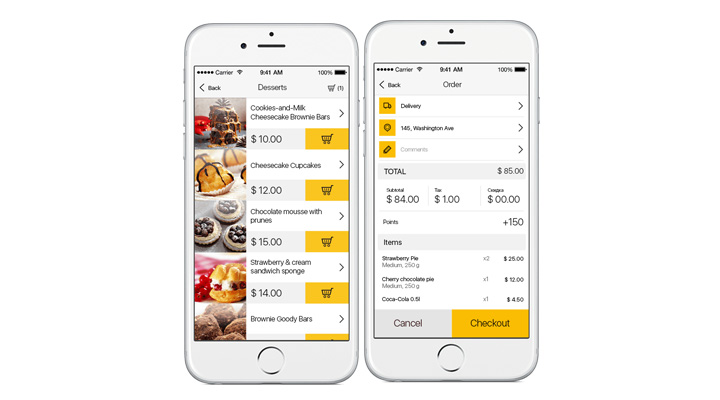 Carrier 9:41 AM 100%
Back Desserts (1)
Cookies-and-Milk
Cheesecake Brownie Bars
$ 10.00
Cheesecake Cupcakes
$ 12.00
Chocolate mousse with
prunes
$ 15.00
Strawberry & cream
sandwich sponge
$ 14.00
Brownie Goody Bars
Carrier 9:41 AM 100%
Back Order
Delivery
145, Washington Ave
Comments
TOTAL $ 85.00
Subtotal Tax Скидка
$ 84.00 $ 1.00 $ 00.00
Points +150
Items
Strawberry Pie x2 $ 25.00
Medium, 250 g
Cherry chocolate pie x1 $ 12.00
Medium, 250 g
Coca-Cola 0.5l x1 $ 4.50
Cancel Checkout